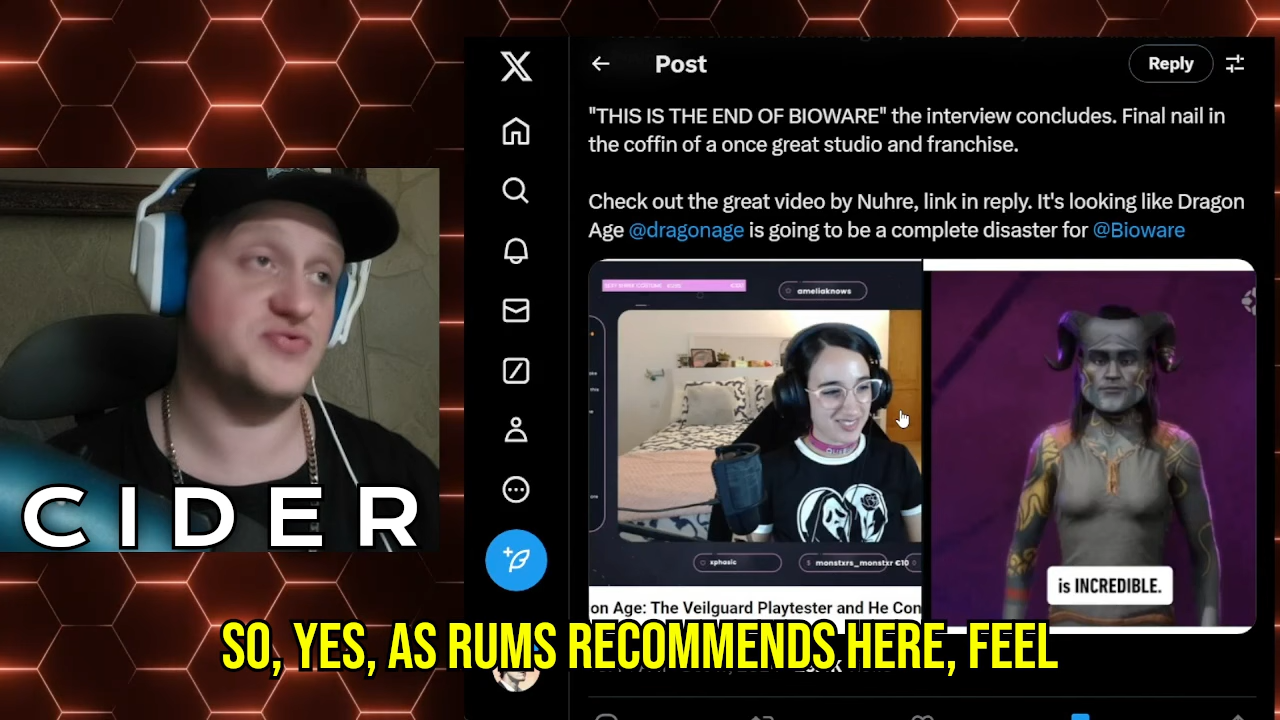 Post
Reply
"THIS IS THE END OF BIOWARE" the interview concludes. Final nail in
the coffin of a once great studio and franchise.
Check out the great video by Nuhre, link in reply. It's looking like Dragon
Age @dragonage is going to be a complete disaster for @Bioware
ameliaknows
xphasic
monstxrs_monstxr €10
is INCREDIBLE.
on Age: The Veilguard Playtester and He Con
CIDER
SO, YES, AS RUMS RECOMMENDS HERE, FEEL